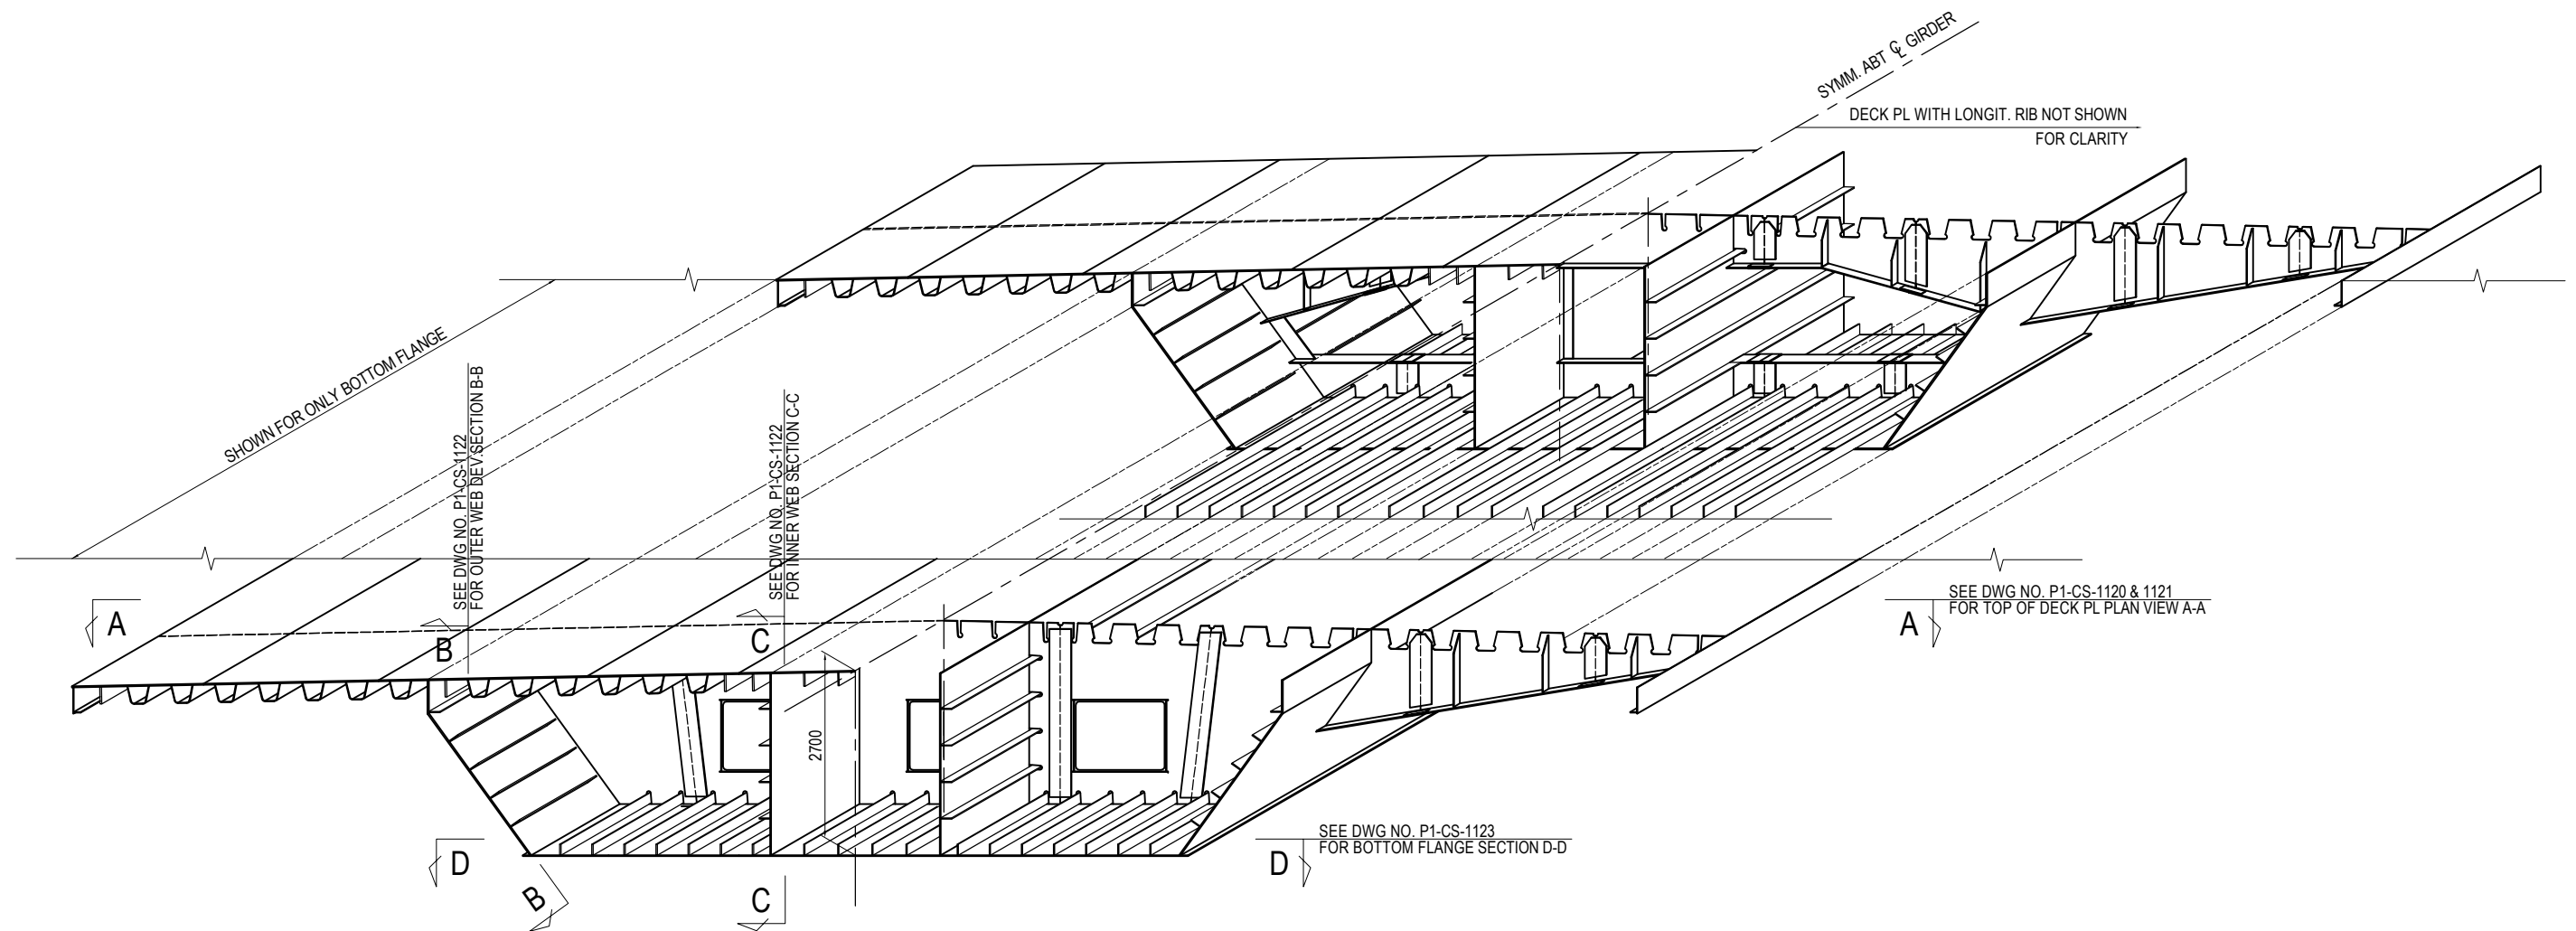 SYMM. ABT ℄ GIRDER
DECK PL WITH LONGIT. RIB NOT SHOWN
FOR CLARITY
SHOWN FOR ONLY BOTTOM FLANGE
SEE DWG NO. P1-CS-1122
FOR OUTER WEB DEV.SECTION B-B
SEE DWG NO. P1-CS-1122
FOR INNER WEB SECTION C-C
A
B
C
SEE DWG NO. P1-CS-1120 & 1121
FOR TOP OF DECK PL PLAN VIEW A-A
A
2700
D
SEE DWG NO. P1-CS-1123
FOR BOTTOM FLANGE SECTION D-D
D
B
C